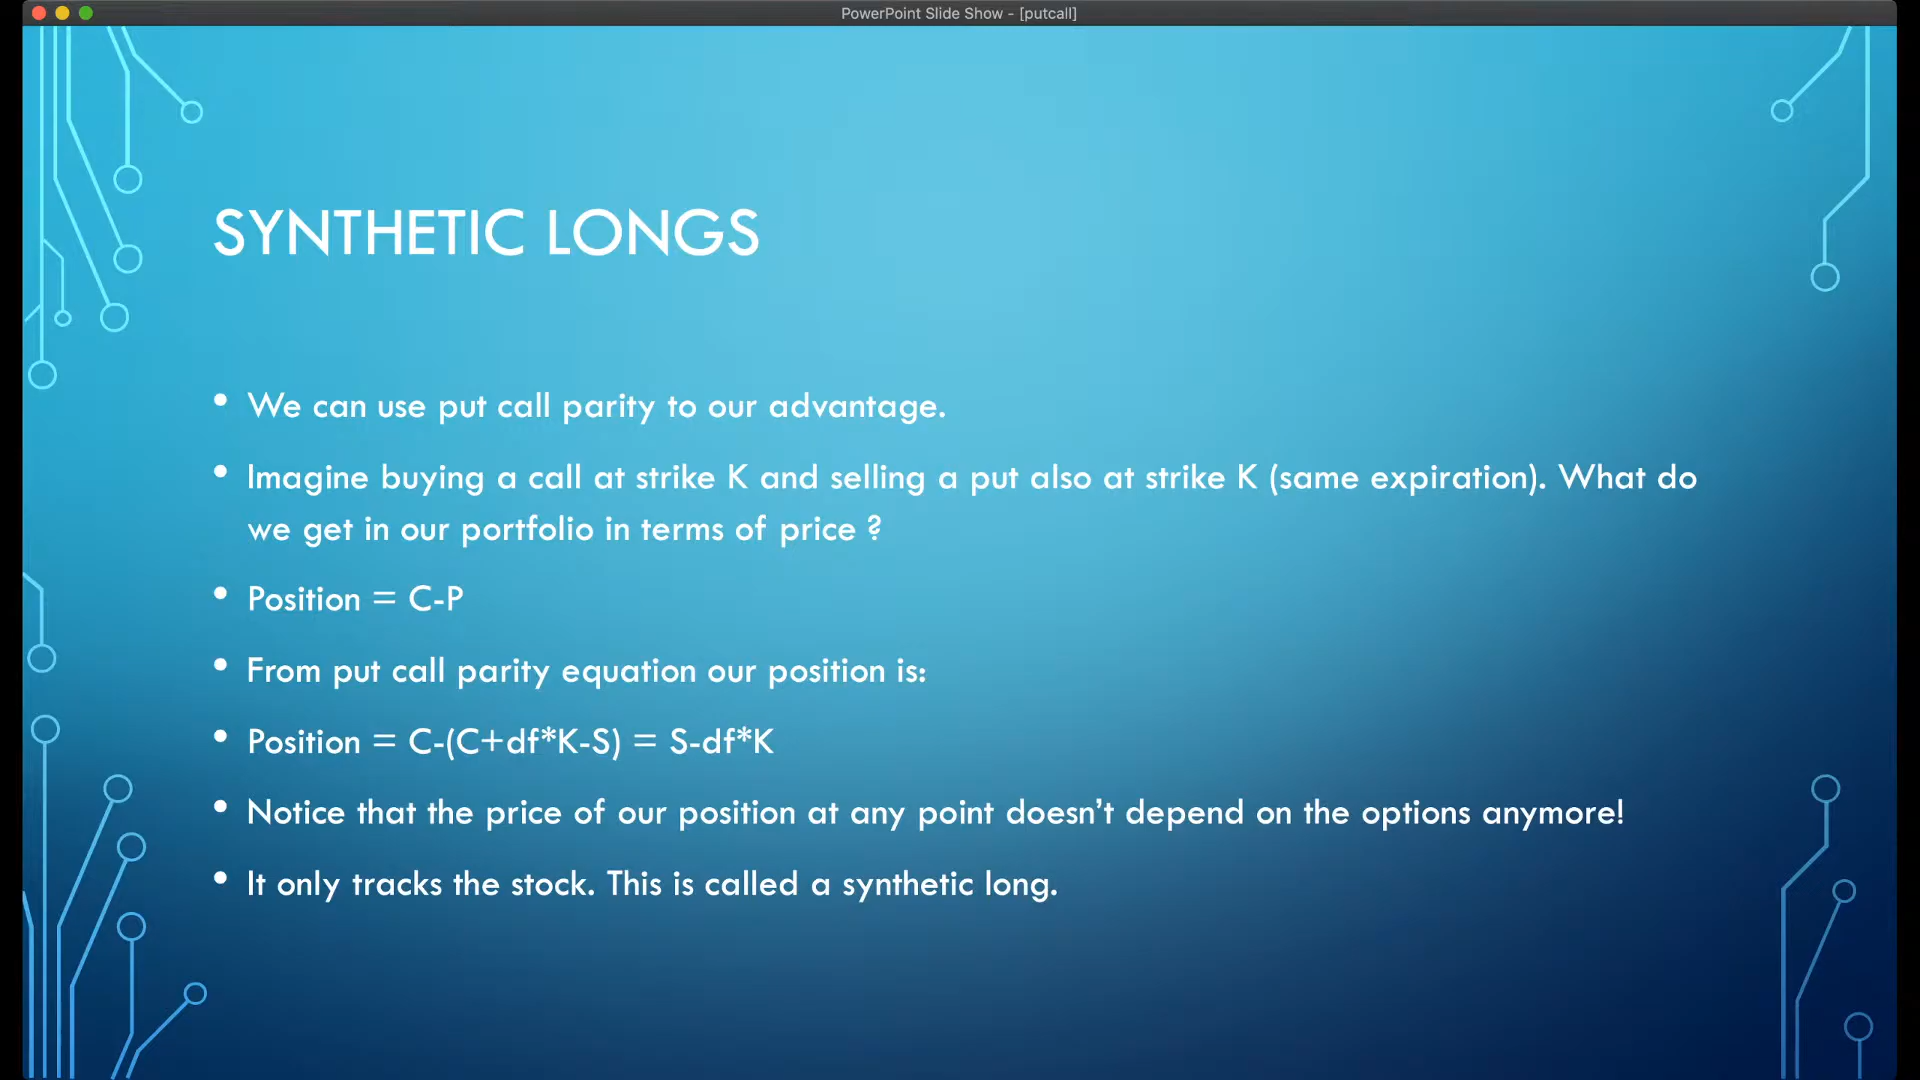 PowerPoint Slide Show - [putcall]
SYNTHETIC LONGS
• We can use put call parity to our advantage.
• Imagine buying a call at strike K and selling a put also at strike K (same expiration). What do
we get in our portfolio in terms of price ?
• Position = C-P
• From put call parity equation our position is:
• Position = C-(C+df*K-S) = S-df*K
• Notice that the price of our position at any point doesn’t depend on the options anymore!
• It only tracks the stock. This is called a synthetic long.